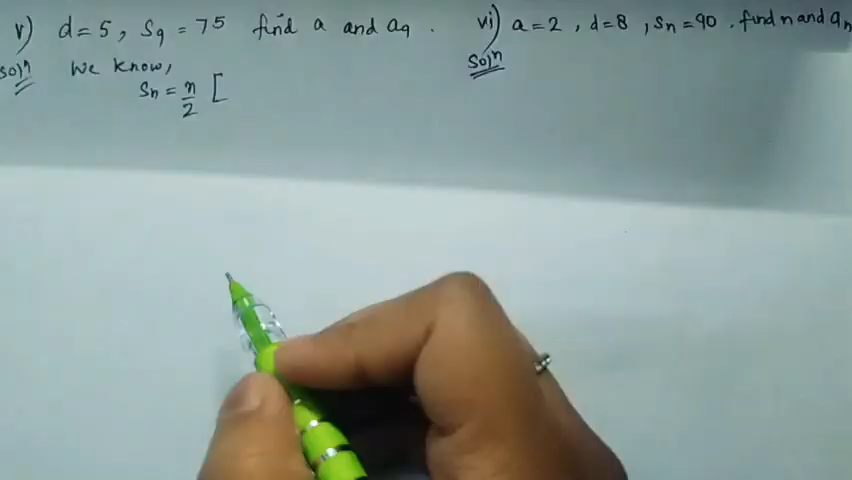 v) d = 5, S9 = 75 find a and a9.
Soln We know,
Sn = n/2 [
vi) a = 2, d = 8, Sn = 90. find n and an
Soln